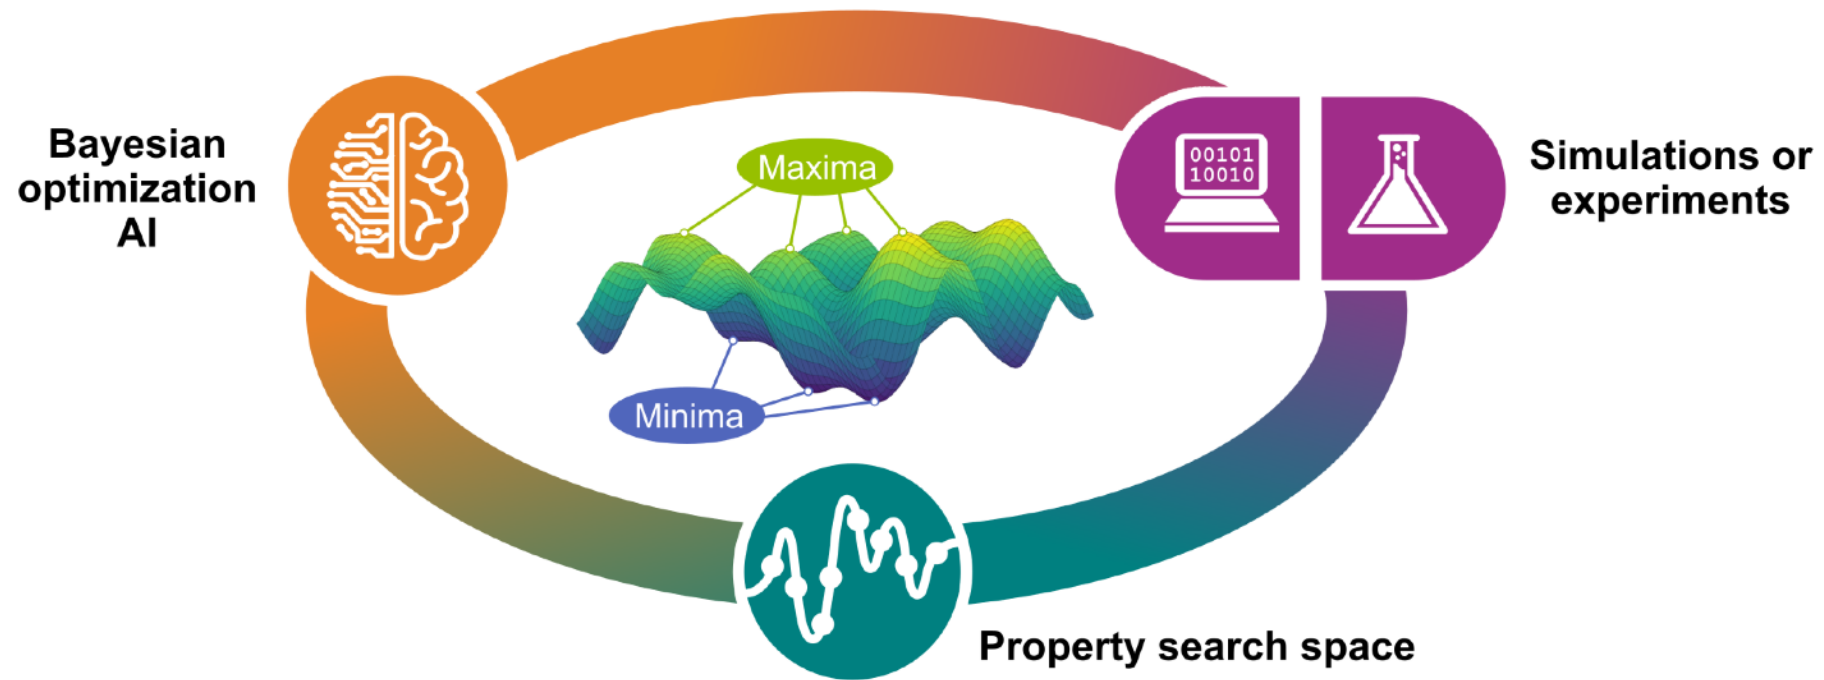 Bayesian
optimization
AI
Maxima
Minima
00101
10010
Simulations or
experiments
Property search space